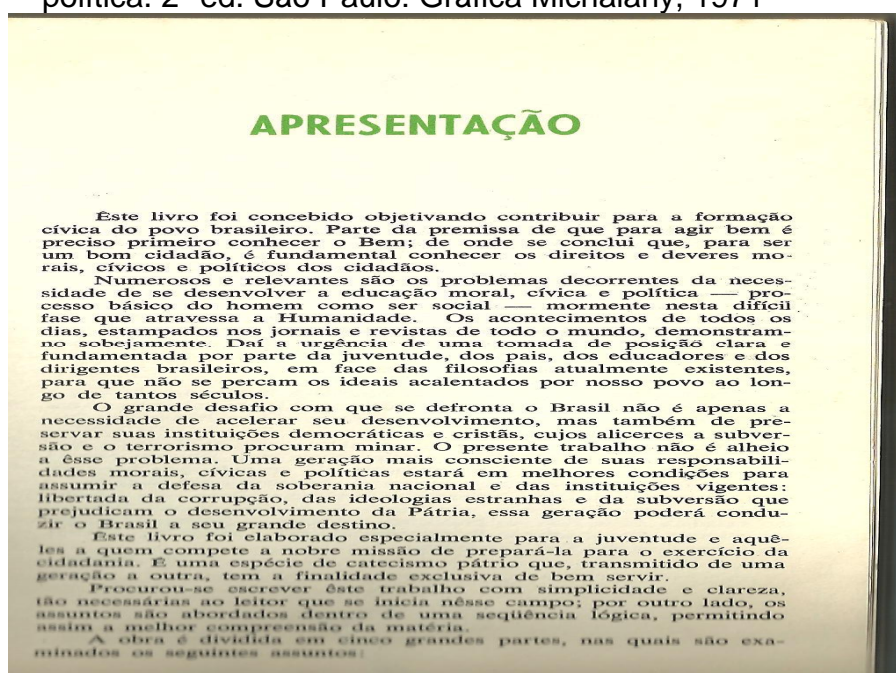 política. 2ª ed. São Paulo: Gráfica Michalany, 1971
APRESENTAÇÃO
Êste livro foi concebido objetivando contribuir para a formação
cívica do povo brasileiro. Parte da premissa de que para agir bem é
preciso primeiro conhecer o Bem; de onde se conclui que, para ser
um bom cidadão, é fundamental conhecer os direitos e deveres mo-
rais, cívicos e políticos dos cidadãos.
Numerosos e relevantes são os problemas decorrentes da neces-
sidade de se desenvolver a educação moral, cívica e política — pro-
cesso básico do homem como ser social — mormente nesta difícil
fase que atravessa a Humanidade. Os acontecimentos de todos os
dias, estampados nos jornais e revistas de todo o mundo, demonstram-
no sobejamente. Daí a urgência de uma tomada de posição clara e
fundamentada por parte da juventude, dos pais, dos educadores e dos
dirigentes brasileiros, em face das filosofias atualmente existentes,
para que não se percam os ideais acalentados por nosso povo ao lon-
go de tantos séculos.
O grande desafio com que se defronta o Brasil não é apenas a
necessidade de acelerar seu desenvolvimento, mas também de pre-
servar suas instituições democráticas e cristãs, cujos alicerces a subver-
são e o terrorismo procuram minar. O presente trabalho não é alheio
a êsse problema. Uma geração mais consciente de suas responsabili-
dades morais, cívicas e políticas estará em melhores condições para
assumir a defesa da soberania nacional e das instituições vigentes:
libertada da corrupção, das ideologias estranhas e da subversão que
prejudicam o desenvolvimento da Pátria, essa geração poderá condu-
zir o Brasil a seu grande destino.
Êste livro foi elaborado especialmente para a juventude e aquê-
les a quem compete a nobre missão de prepará-la para o exercício da
cidadania. É uma espécie de catecismo pátrio que, transmitido de uma
geração a outra, tem a finalidade exclusiva de bem servir.
Procurou-se escrever êste trabalho com simplicidade e clareza,
tão necessárias ao leitor que se inicia nêsse campo; por outro lado, os
assuntos são abordados dentro de uma seqüência lógica, permitindo
assim a melhor compreensão da matéria.
A obra é dividida em cinco grandes partes, nas quais são exa-
minados os seguintes assuntos: